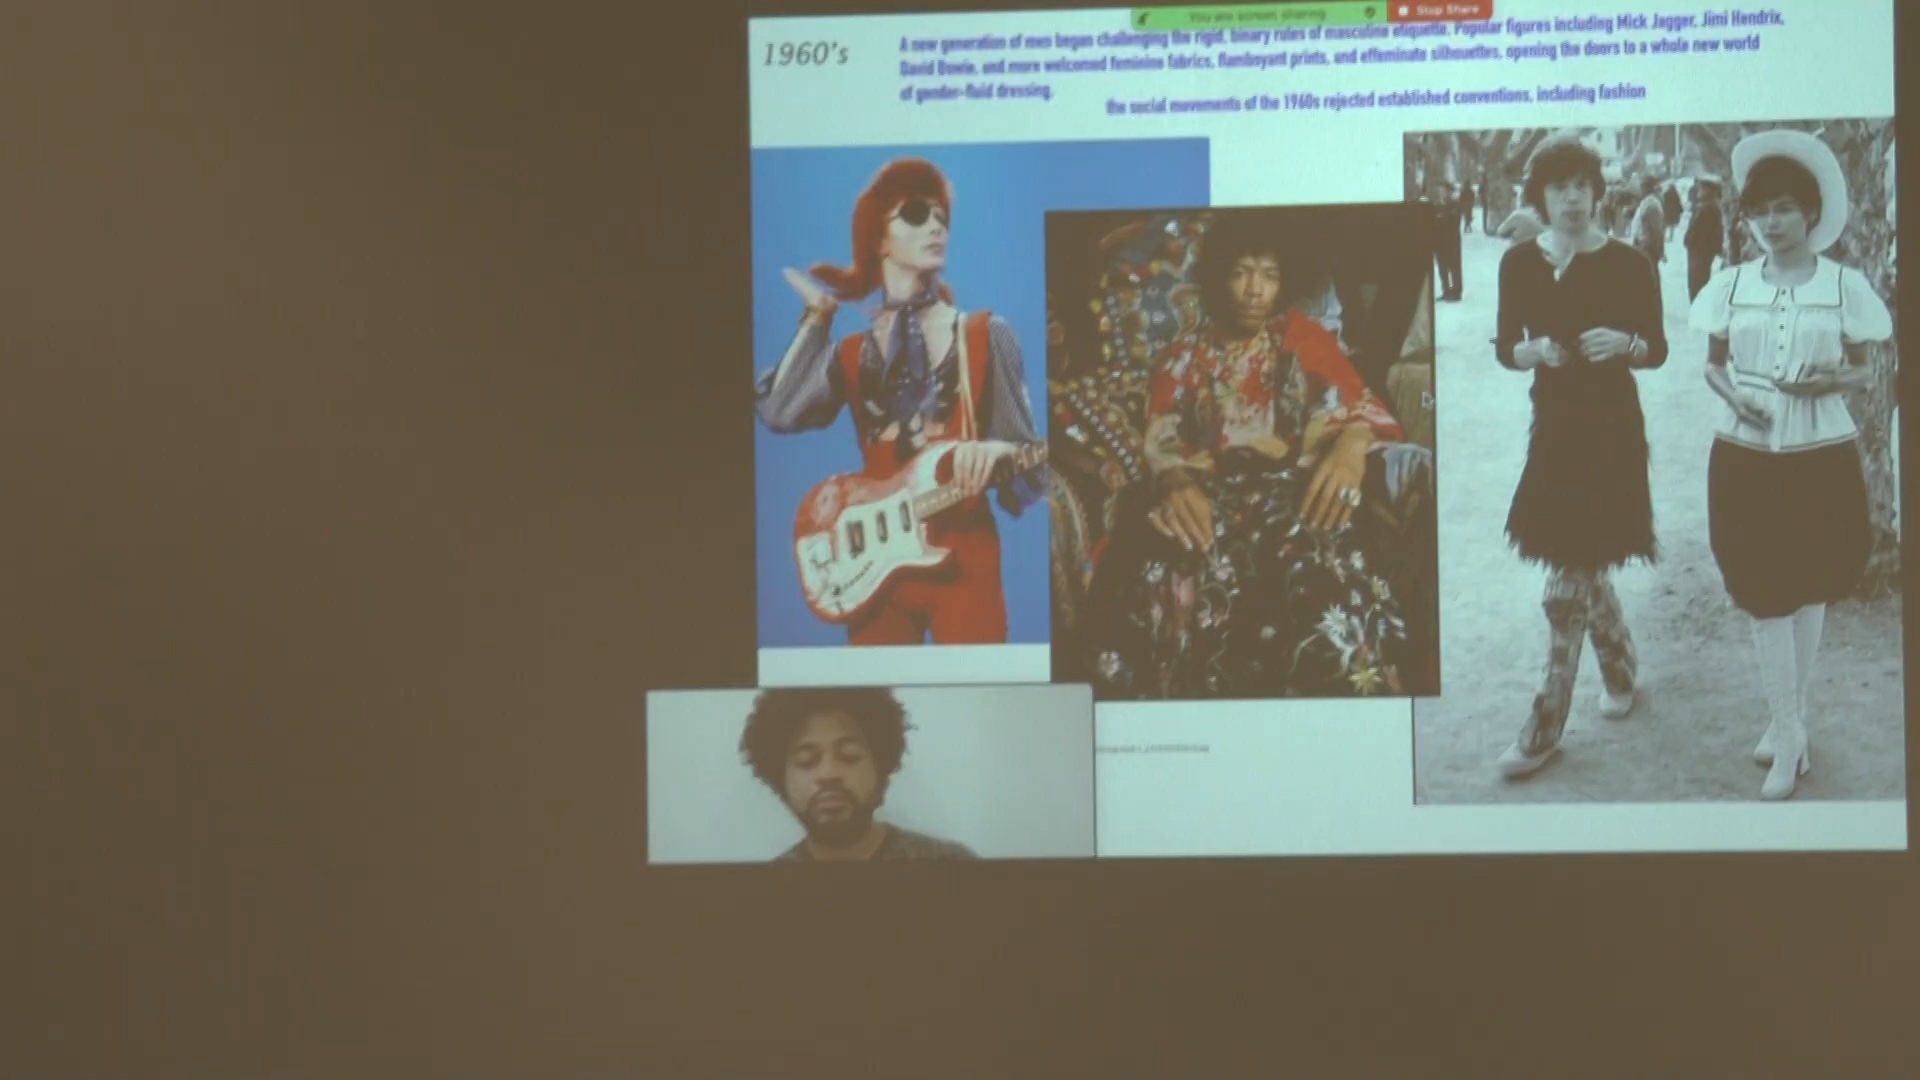 You are screen sharing Stop Share
1960's
A new generation of men began challenging the rigid, binary rules of masculine etiquette. Popular figures including Mick Jagger, Jimi Hendrix,
David Bowie, and more welcomed feminine fabrics, flamboyant prints, and effeminate silhouettes, opening the doors to a whole new world
of gender-fluid dressing.
the social movements of the 1960s rejected established conventions, including fashion